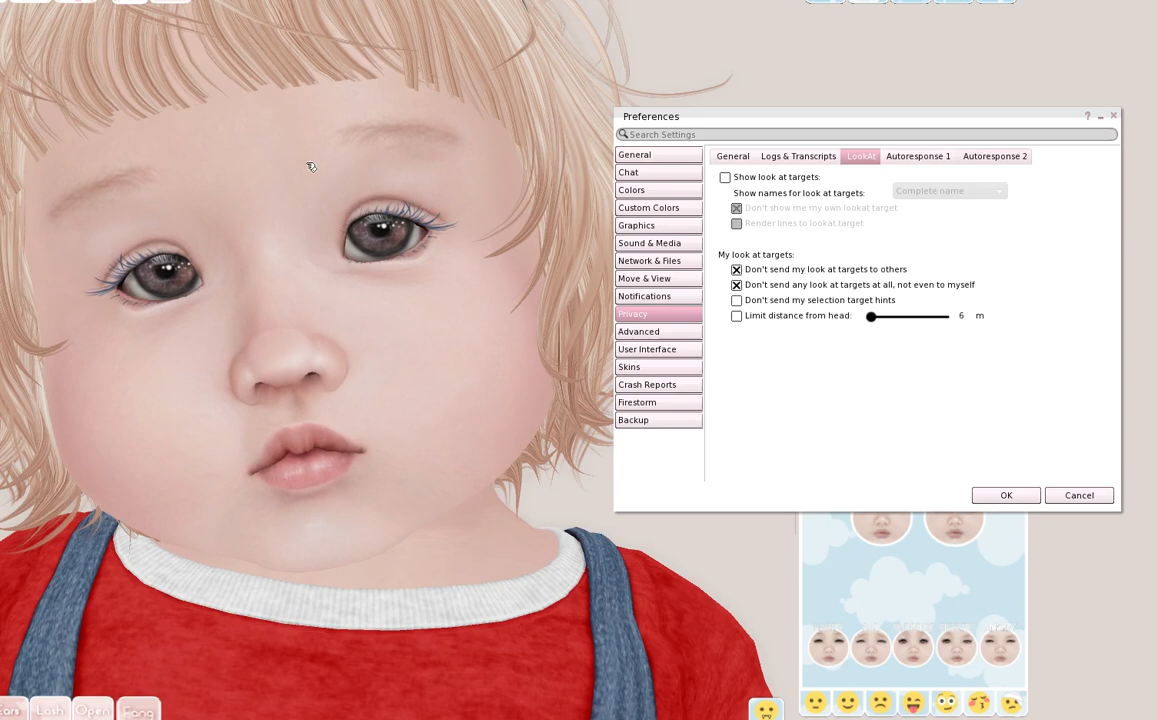 Preferences
? _ ×
Search Settings
General
Chat
Colors
Custom Colors
Graphics
Sound & Media
Network & Files
Move & View
Notifications
Privacy
Advanced
User Interface
Skins
Crash Reports
Firestorm
Backup
General Logs & Transcripts LookAt Autoresponse 1 Autoresponse 2
Show look at targets:
Show names for look at targets: Complete name
Don't show me my own lookat target
Render lines to lookat target
My look at targets:
Don't send my look at targets to others
Don't send any look at targets at all, not even to myself
Don't send my selection target hints
Limit distance from head: 6 m
OK Cancel
Ears Lash Open Fang